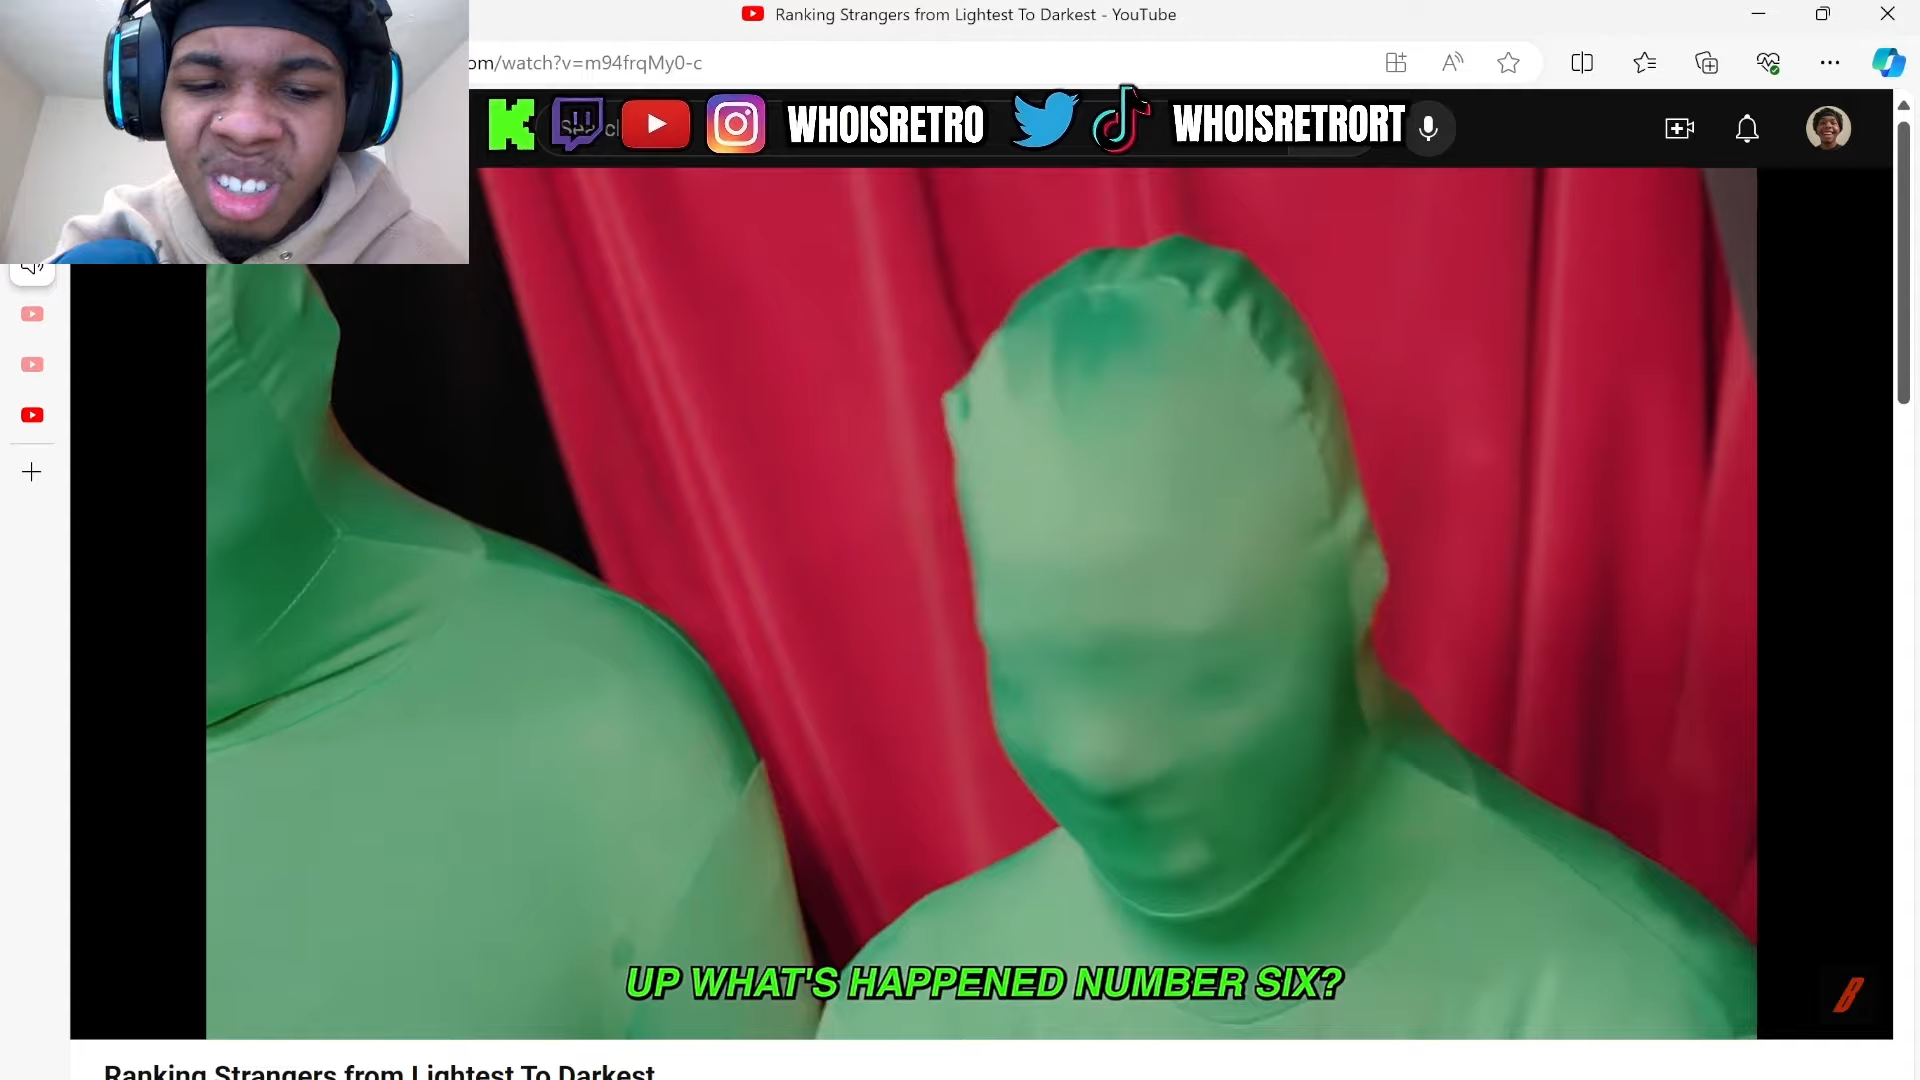 Ranking Strangers from Lightest To Darkest - YouTube
om/watch?v=m94frqMy0-c
WHOISRETRO
WHOISRETRORT
UP WHAT'S HAPPENED NUMBER SIX?
B
Ranking Strangers from Lightest To Darkest